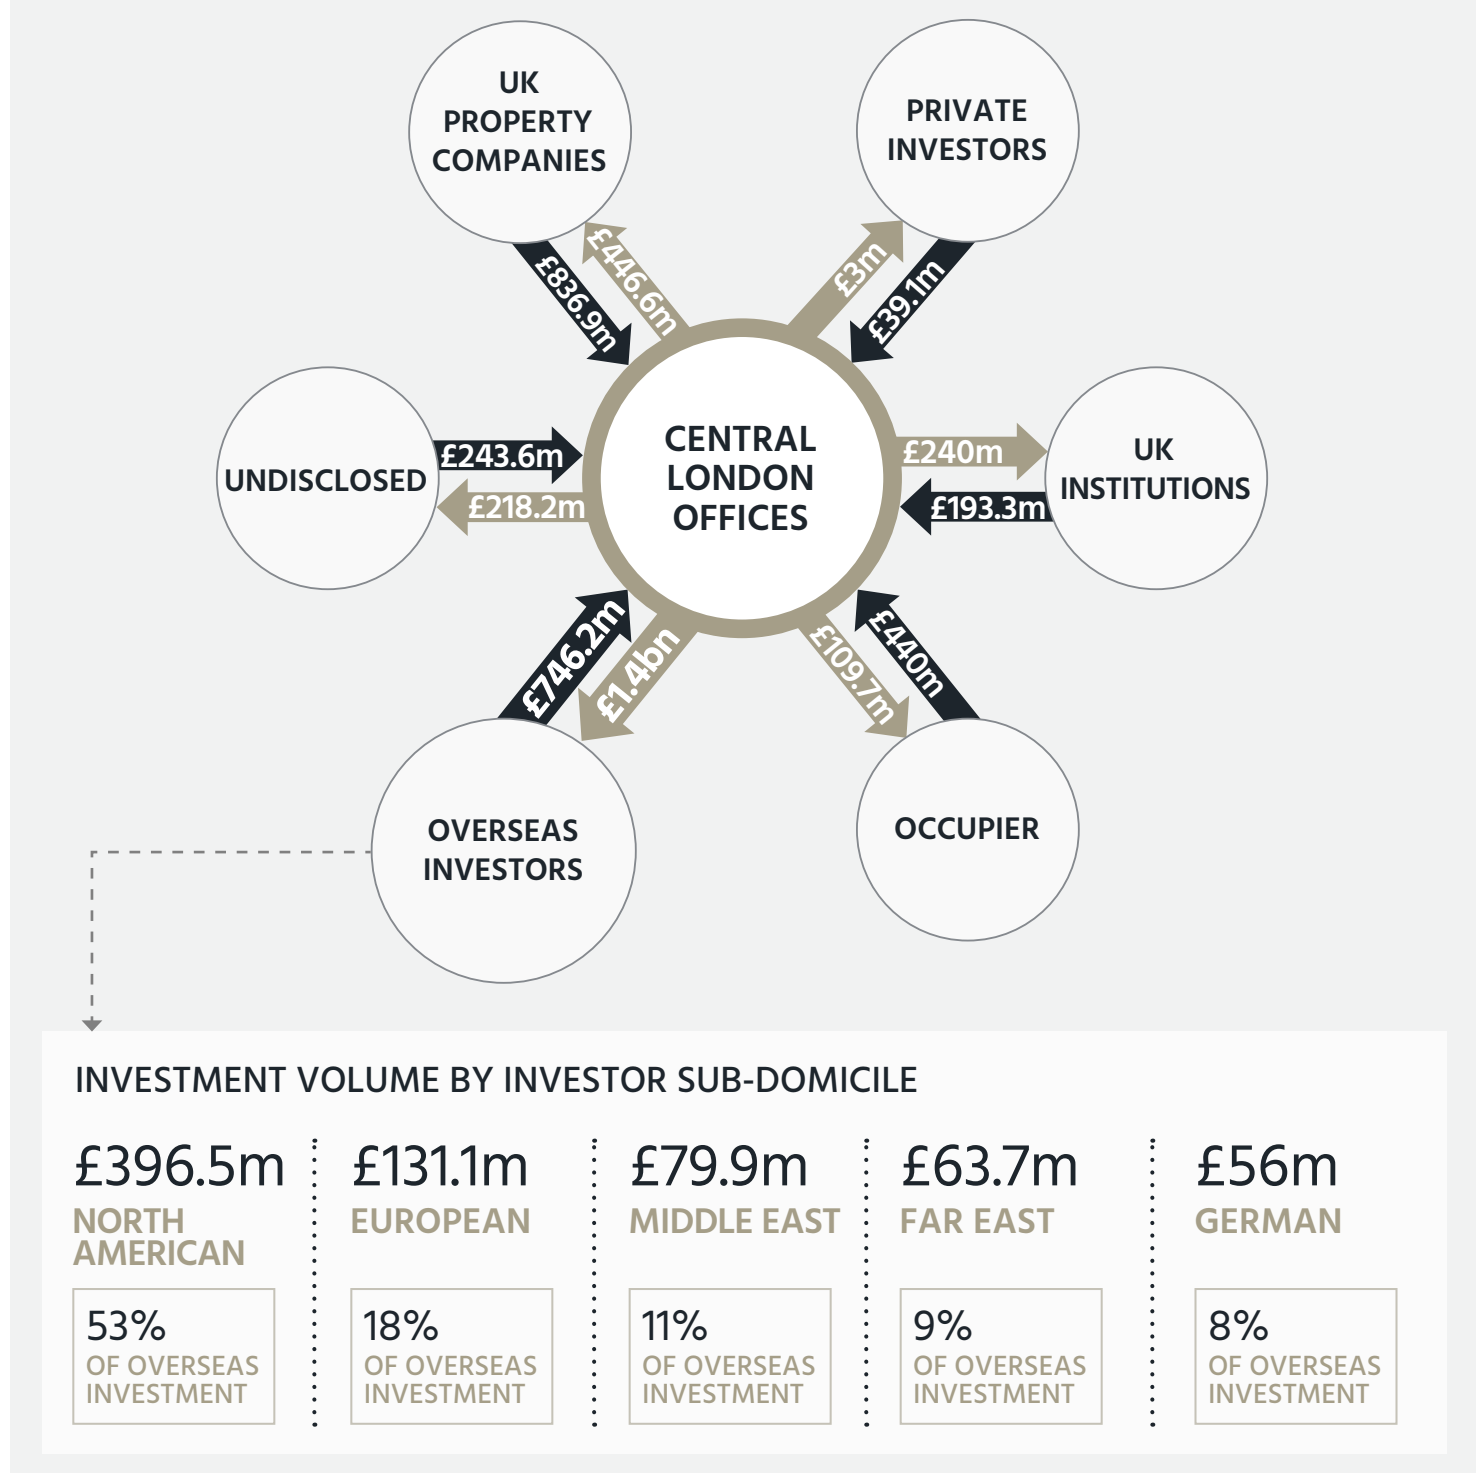 UK
PROPERTY
COMPANIES
PRIVATE
INVESTORS
£836.9m
£446.6m
£3m
£39.1m
UNDISCLOSED
£243.6m
£218.2m
CENTRAL
LONDON
OFFICES
£240m
£193.3m
UK
INSTITUTIONS
£746.2m
£1.4bn
£109.7m
£440m
OVERSEAS
INVESTORS
OCCUPIER
INVESTMENT VOLUME BY INVESTOR SUB-DOMICILE
£396.5m
NORTH
AMERICAN
53%
OF OVERSEAS
INVESTMENT
£131.1m
EUROPEAN
18%
OF OVERSEAS
INVESTMENT
£79.9m
MIDDLE EAST
11%
OF OVERSEAS
INVESTMENT
£63.7m
FAR EAST
9%
OF OVERSEAS
INVESTMENT
£56m
GERMAN
8%
OF OVERSEAS
INVESTMENT